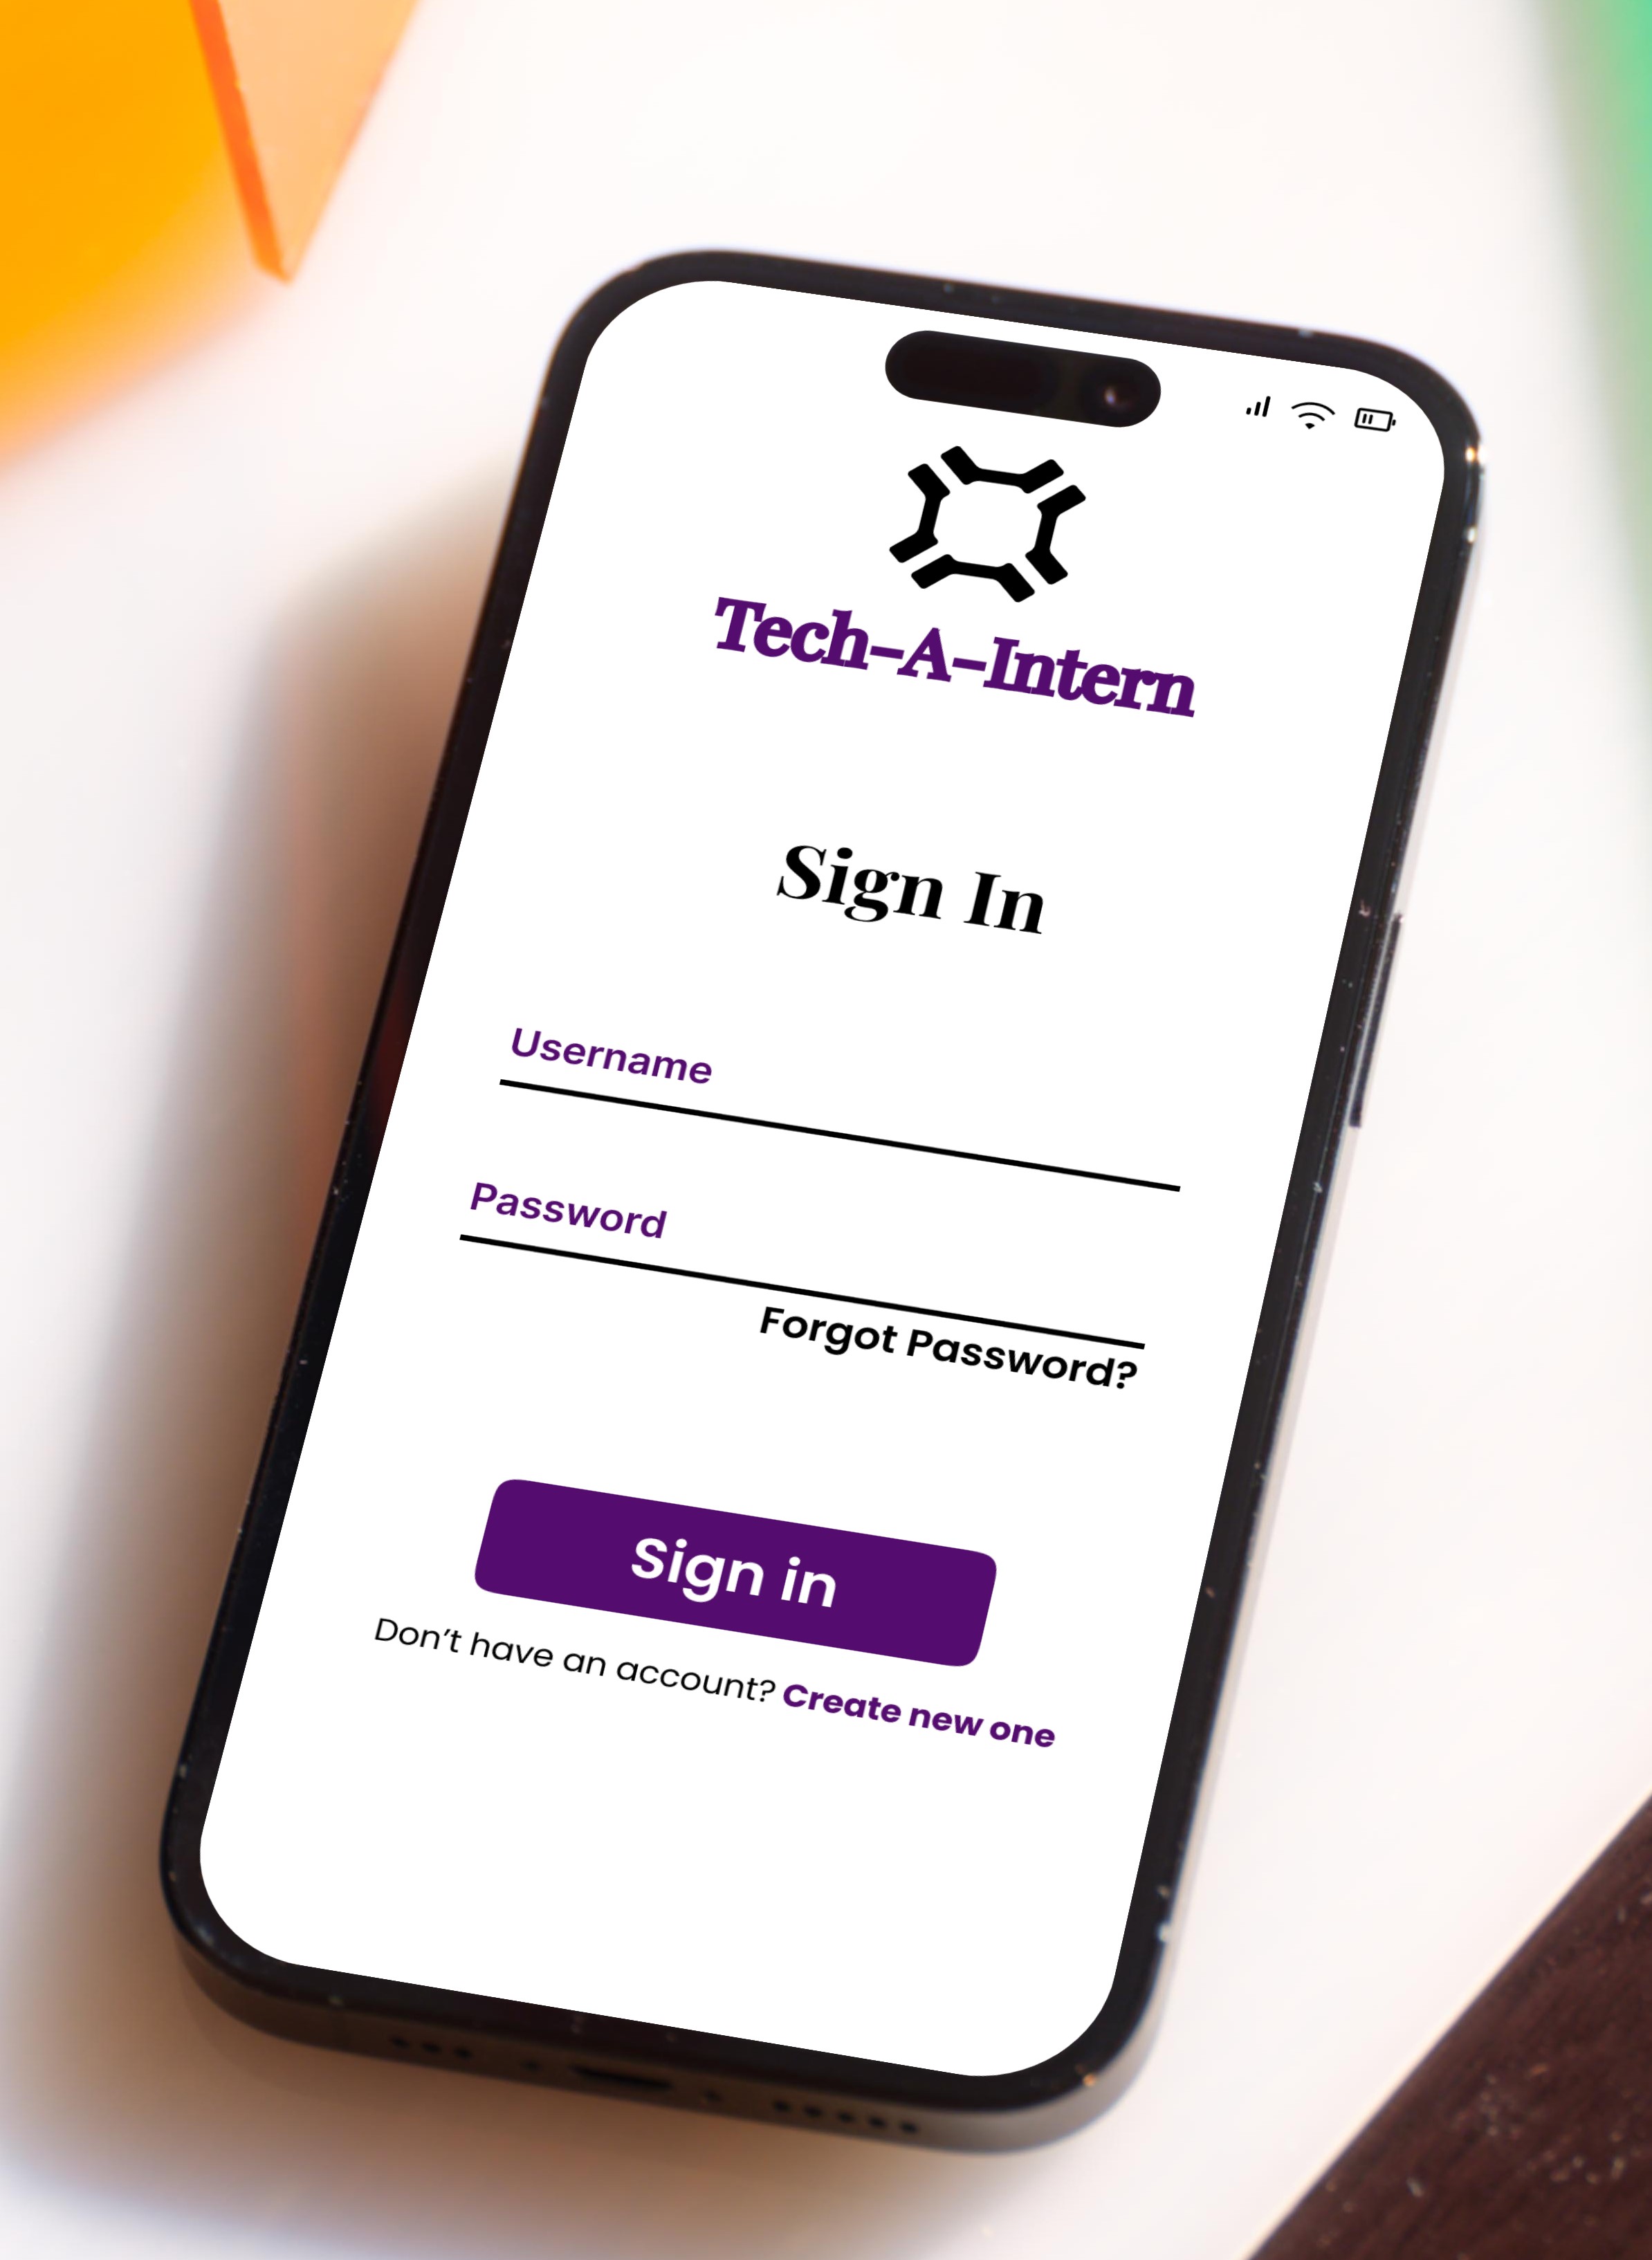 Tech-A-Intern
Sign In
Username
Password
Forgot Password?
Sign in
Don't have an account? Create new one